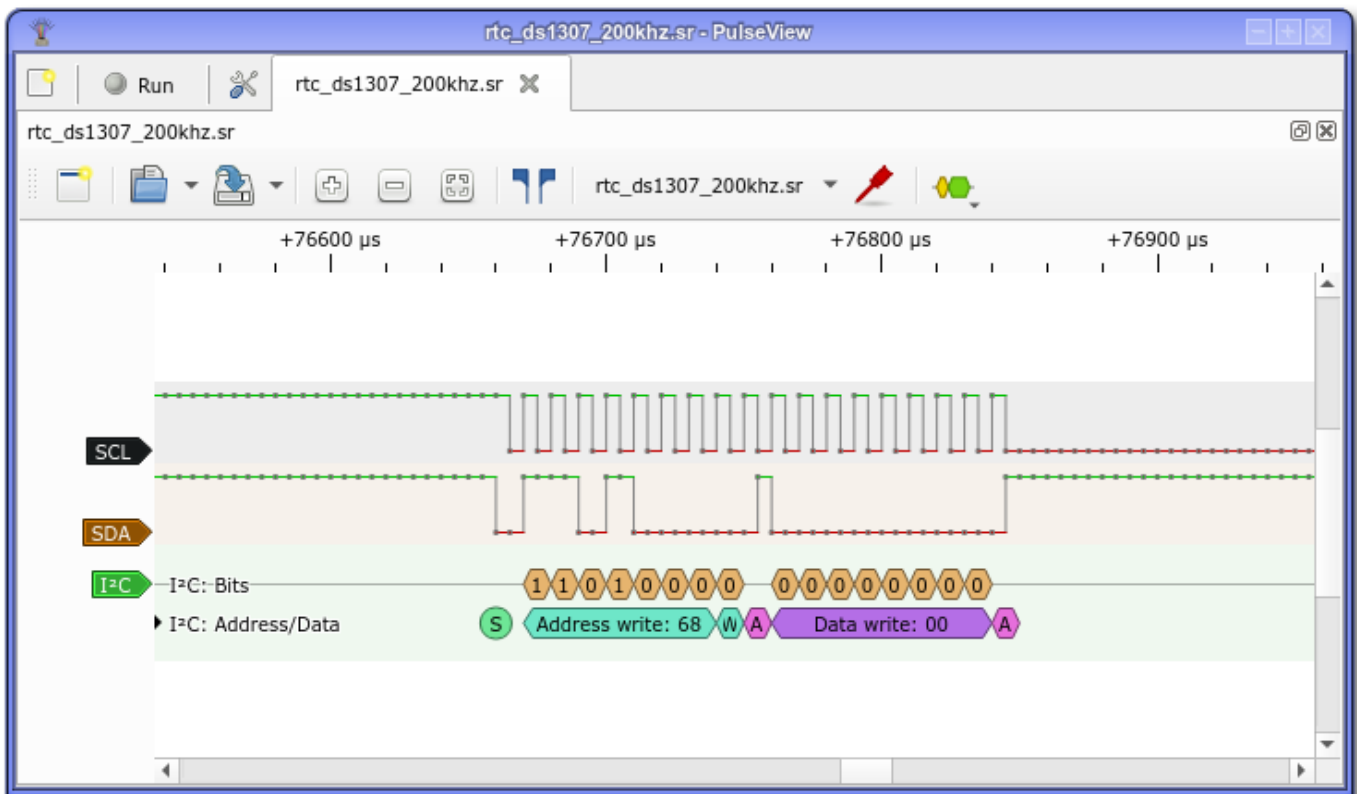 rtc_ds1307_200khz.sr - PulseView
Run
rtc_ds1307_200khz.sr
rtc_ds1307_200khz.sr
rtc_ds1307_200khz.sr
+76600 µs +76700 µs +76800 µs +76900 µs
SCL
SDA
I²C I²C: Bits 1 1 0 1 0 0 0 0 0 0 0 0 0 0 0 0
I²C: Address/Data S Address write: 68 W A Data write: 00 A